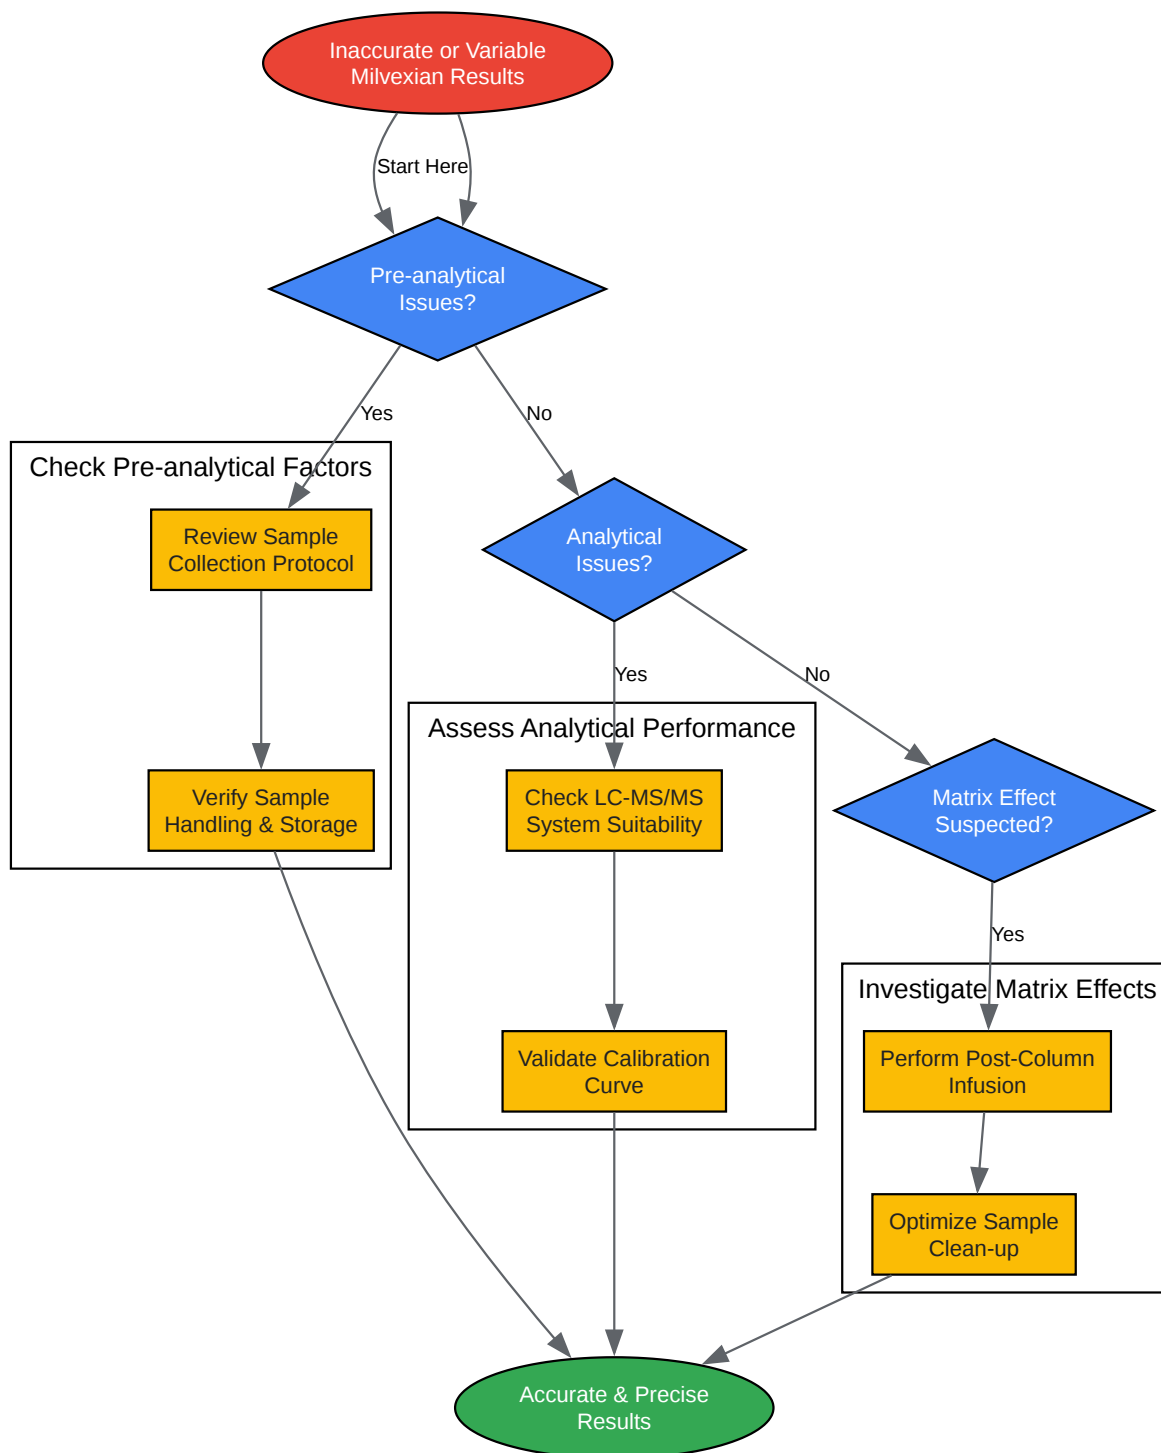 Inaccurate or Variable
Milvexian Results
Start Here
Pre-analytical
Issues?
Yes
No
Check Pre-analytical Factors
Review Sample
Collection Protocol
Analytical
Issues?
Yes
No
Assess Analytical Performance
Verify Sample
Handling & Storage
Check LC-MS/MS
System Suitability
Matrix Effect
Suspected?
Yes
Investigate Matrix Effects
Validate Calibration
Curve
Perform Post-Column
Infusion
Optimize Sample
Clean-up
Accurate & Precise
Results